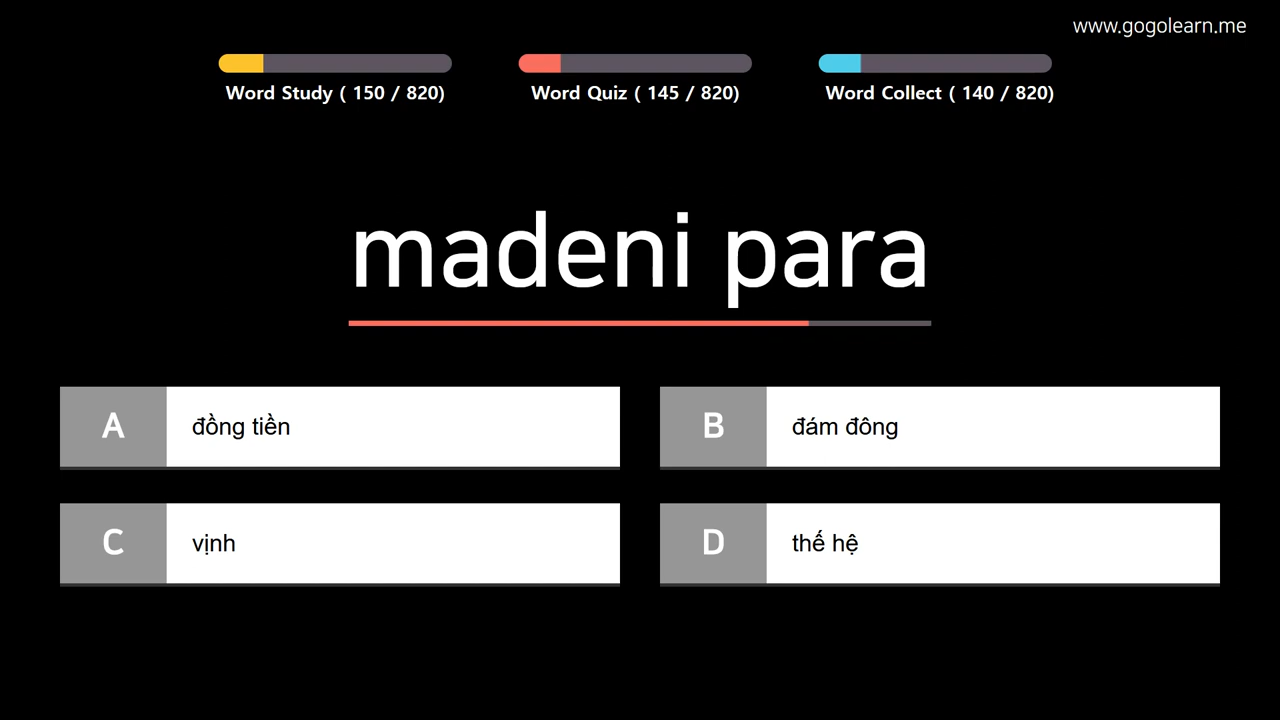 www.gogolearn.me
Word Study ( 150 / 820)
Word Quiz ( 145 / 820)
Word Collect ( 140 / 820)
madeni para
A
đồng tiền
B
đám đông
C
vịnh
D
thế hệ